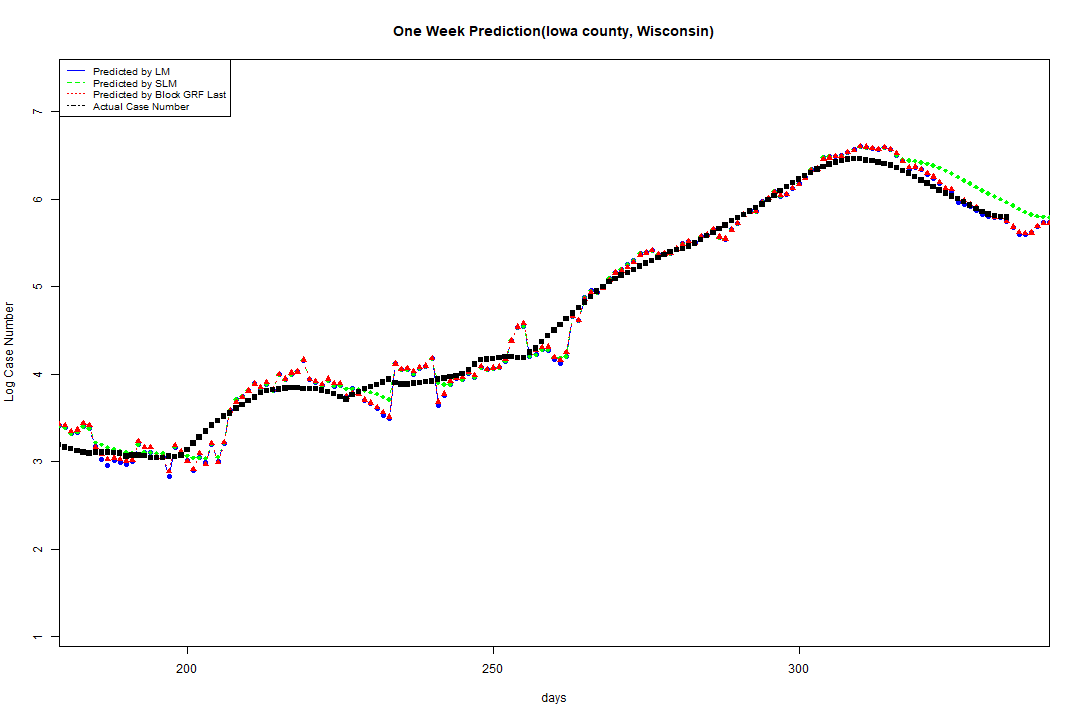 One Week Prediction(Iowa county, Wisconsin)
Predicted by LM
Predicted by SLM
Predicted by Block GRF Last
Actual Case Number
7
6
5
4
3
2
1
Log Case Number
200 250 300
days